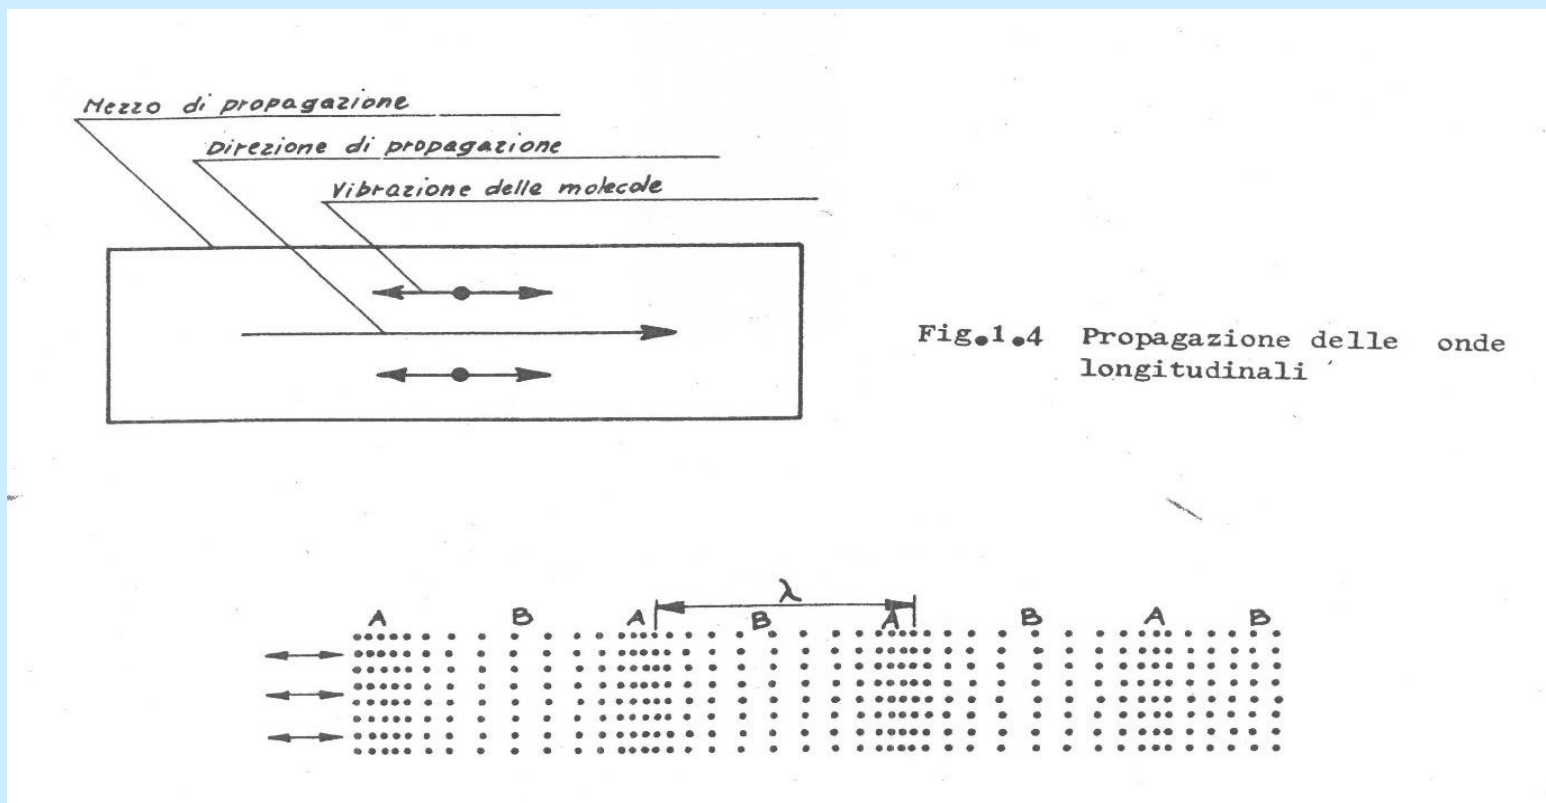 Mezzo di propagazione
Direzione di propagazione
Vibrazione delle molecole
Fig.1.4 Propagazione delle onde
longitudinali
λ
A B A B A B A B